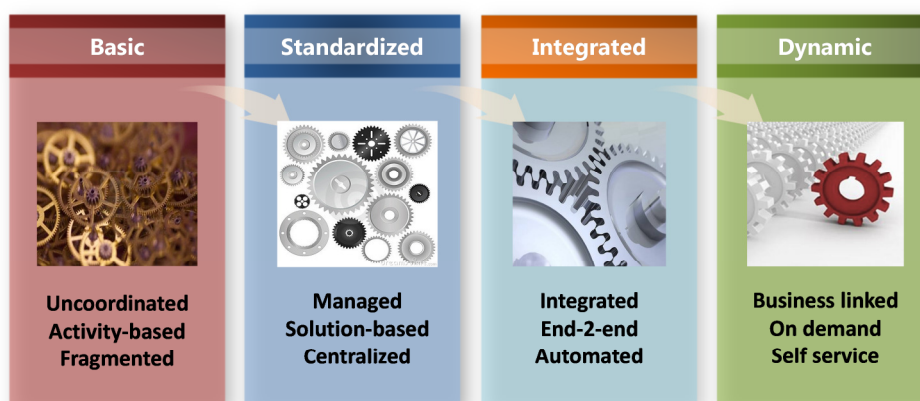 Basic
Uncoordinated
Activity-based
Fragmented
Standardized
Managed
Solution-based
Centralized
Integrated
Integrated
End-2-end
Automated
Dynamic
Business linked
On demand
Self service